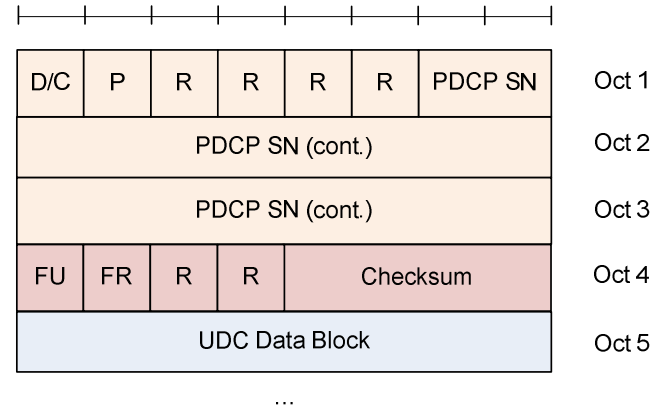 D/C P R R R R PDCP SN Oct 1
PDCP SN (cont.) Oct 2
PDCP SN (cont.) Oct 3
FU FR R R Checksum Oct 4
UDC Data Block Oct 5
...